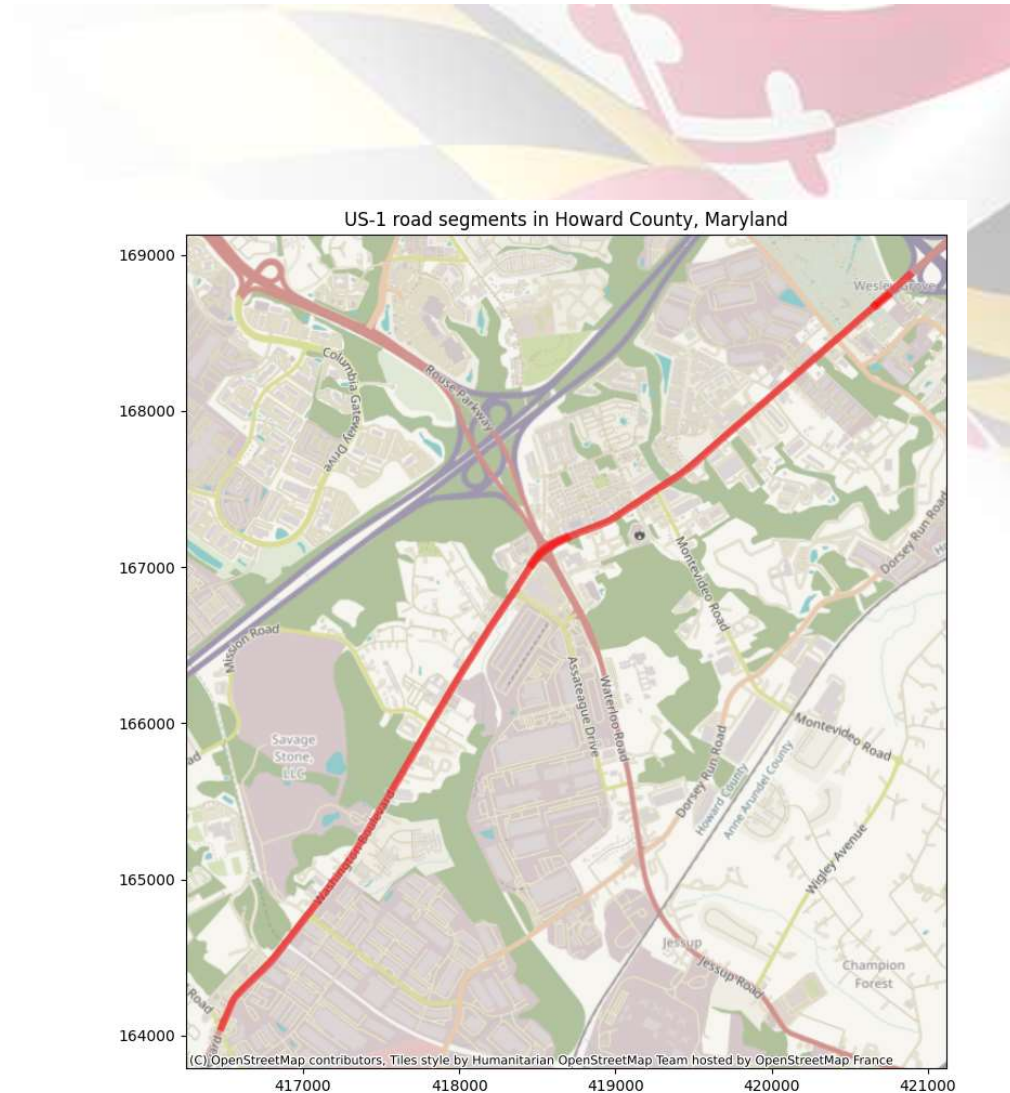 US-1 road segments in Howard County, Maryland
169000
168000
167000
166000
165000
164000
Wesley Grove
Columbia Gateway Drive
Rouse Parkway
Dorsey Run Road
Montevideo Road
Mission Road
Assateague Drive
Waterloo Road
Montevideo Road
Savage
Stone,
LLC
Dorsey Run Road
Howard County
Anne Arundel County
Washington Boulevard
Wigley Avenue
Jessup
Jessup Road
Champion
Forest
Road
(C) OpenStreetMap contributors, Tiles style by Humanitarian OpenStreetMap Team hosted by OpenStreetMap France
417000 418000 419000 420000 421000